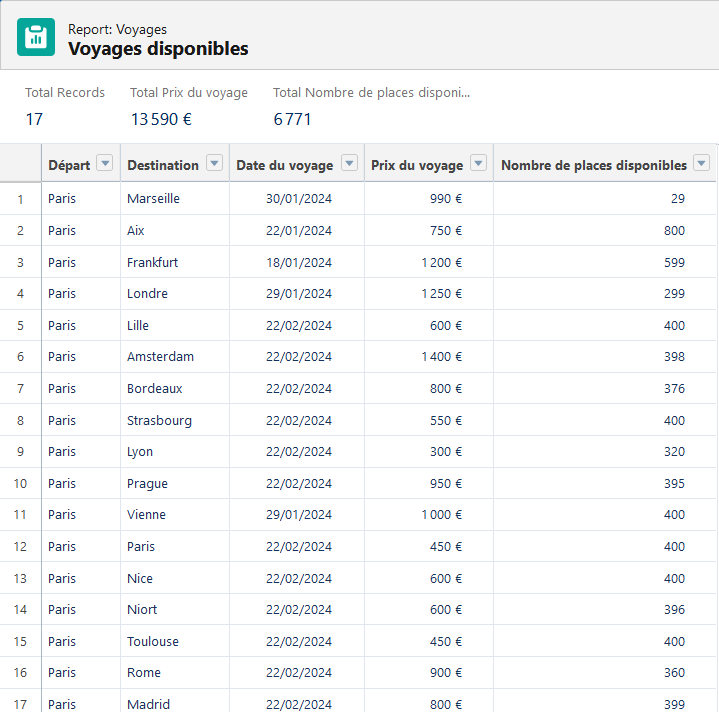 Report: Voyages
Voyages disponibles
Total Records Total Prix du voyage Total Nombre de places disponi...
17 13 590 € 6 771
Départ Destination Date du voyage Prix du voyage Nombre de places disponibles
1 Paris Marseille 30/01/2024 990 € 29
2 Paris Aix 22/01/2024 750 € 800
3 Paris Frankfurt 18/01/2024 1 200 € 599
4 Paris Londre 29/01/2024 1 250 € 299
5 Paris Lille 22/02/2024 600 € 400
6 Paris Amsterdam 22/02/2024 1 400 € 398
7 Paris Bordeaux 22/02/2024 800 € 376
8 Paris Strasbourg 22/02/2024 550 € 400
9 Paris Lyon 22/02/2024 300 € 320
10 Paris Prague 22/02/2024 950 € 395
11 Paris Vienne 29/01/2024 1 000 € 400
12 Paris Paris 22/02/2024 450 € 400
13 Paris Nice 22/02/2024 600 € 400
14 Paris Niort 22/02/2024 600 € 396
15 Paris Toulouse 22/02/2024 450 € 400
16 Paris Rome 22/02/2024 900 € 360
17 Paris Madrid 22/02/2024 800 € 399